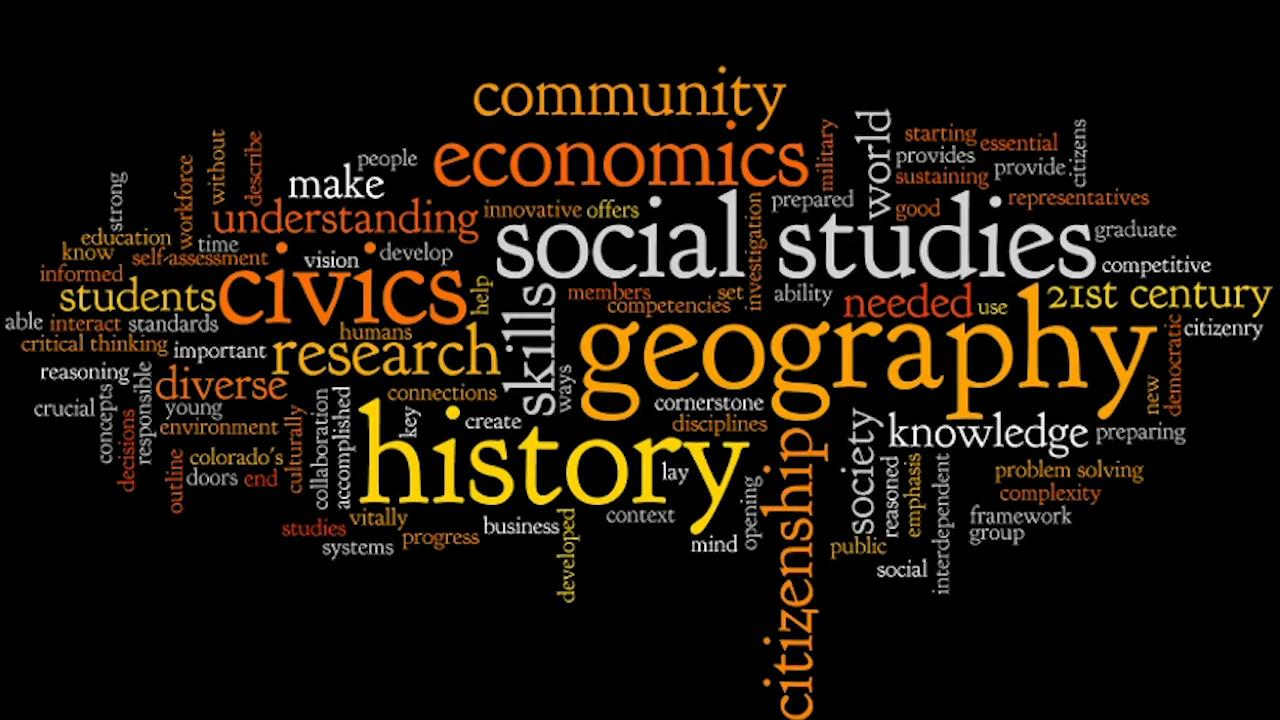 community
economics
people
make
understanding
innovative offers
social studies
military
world
starting
essential
citizens
provides
provide
sustaining
prepared
good
representatives
graduate
investigation
competitive
strong
workforce
without
describe
education
time
know
self-assessment
vision
develop
informed
civics
help
students
members
set
competencies
ability
needed
use
21st century
able
interact
standards
humans
skills
geography
citizenry
critical thinking
important
research
democratic
reasoning
diverse
connections
ways
cornerstone
new
crucial
concepts
responsible
young
environment
culturally
collaboration
accomplished
key
create
history
disciplines
citizenship
society
knowledge
preparing
decisions
outline
colorado's
doors
end
lay
reasoned
emphasis
interdependent
problem solving
complexity
studies
vitally
systems
progress
business
developed
context
mind
opening
public
social
framework
group